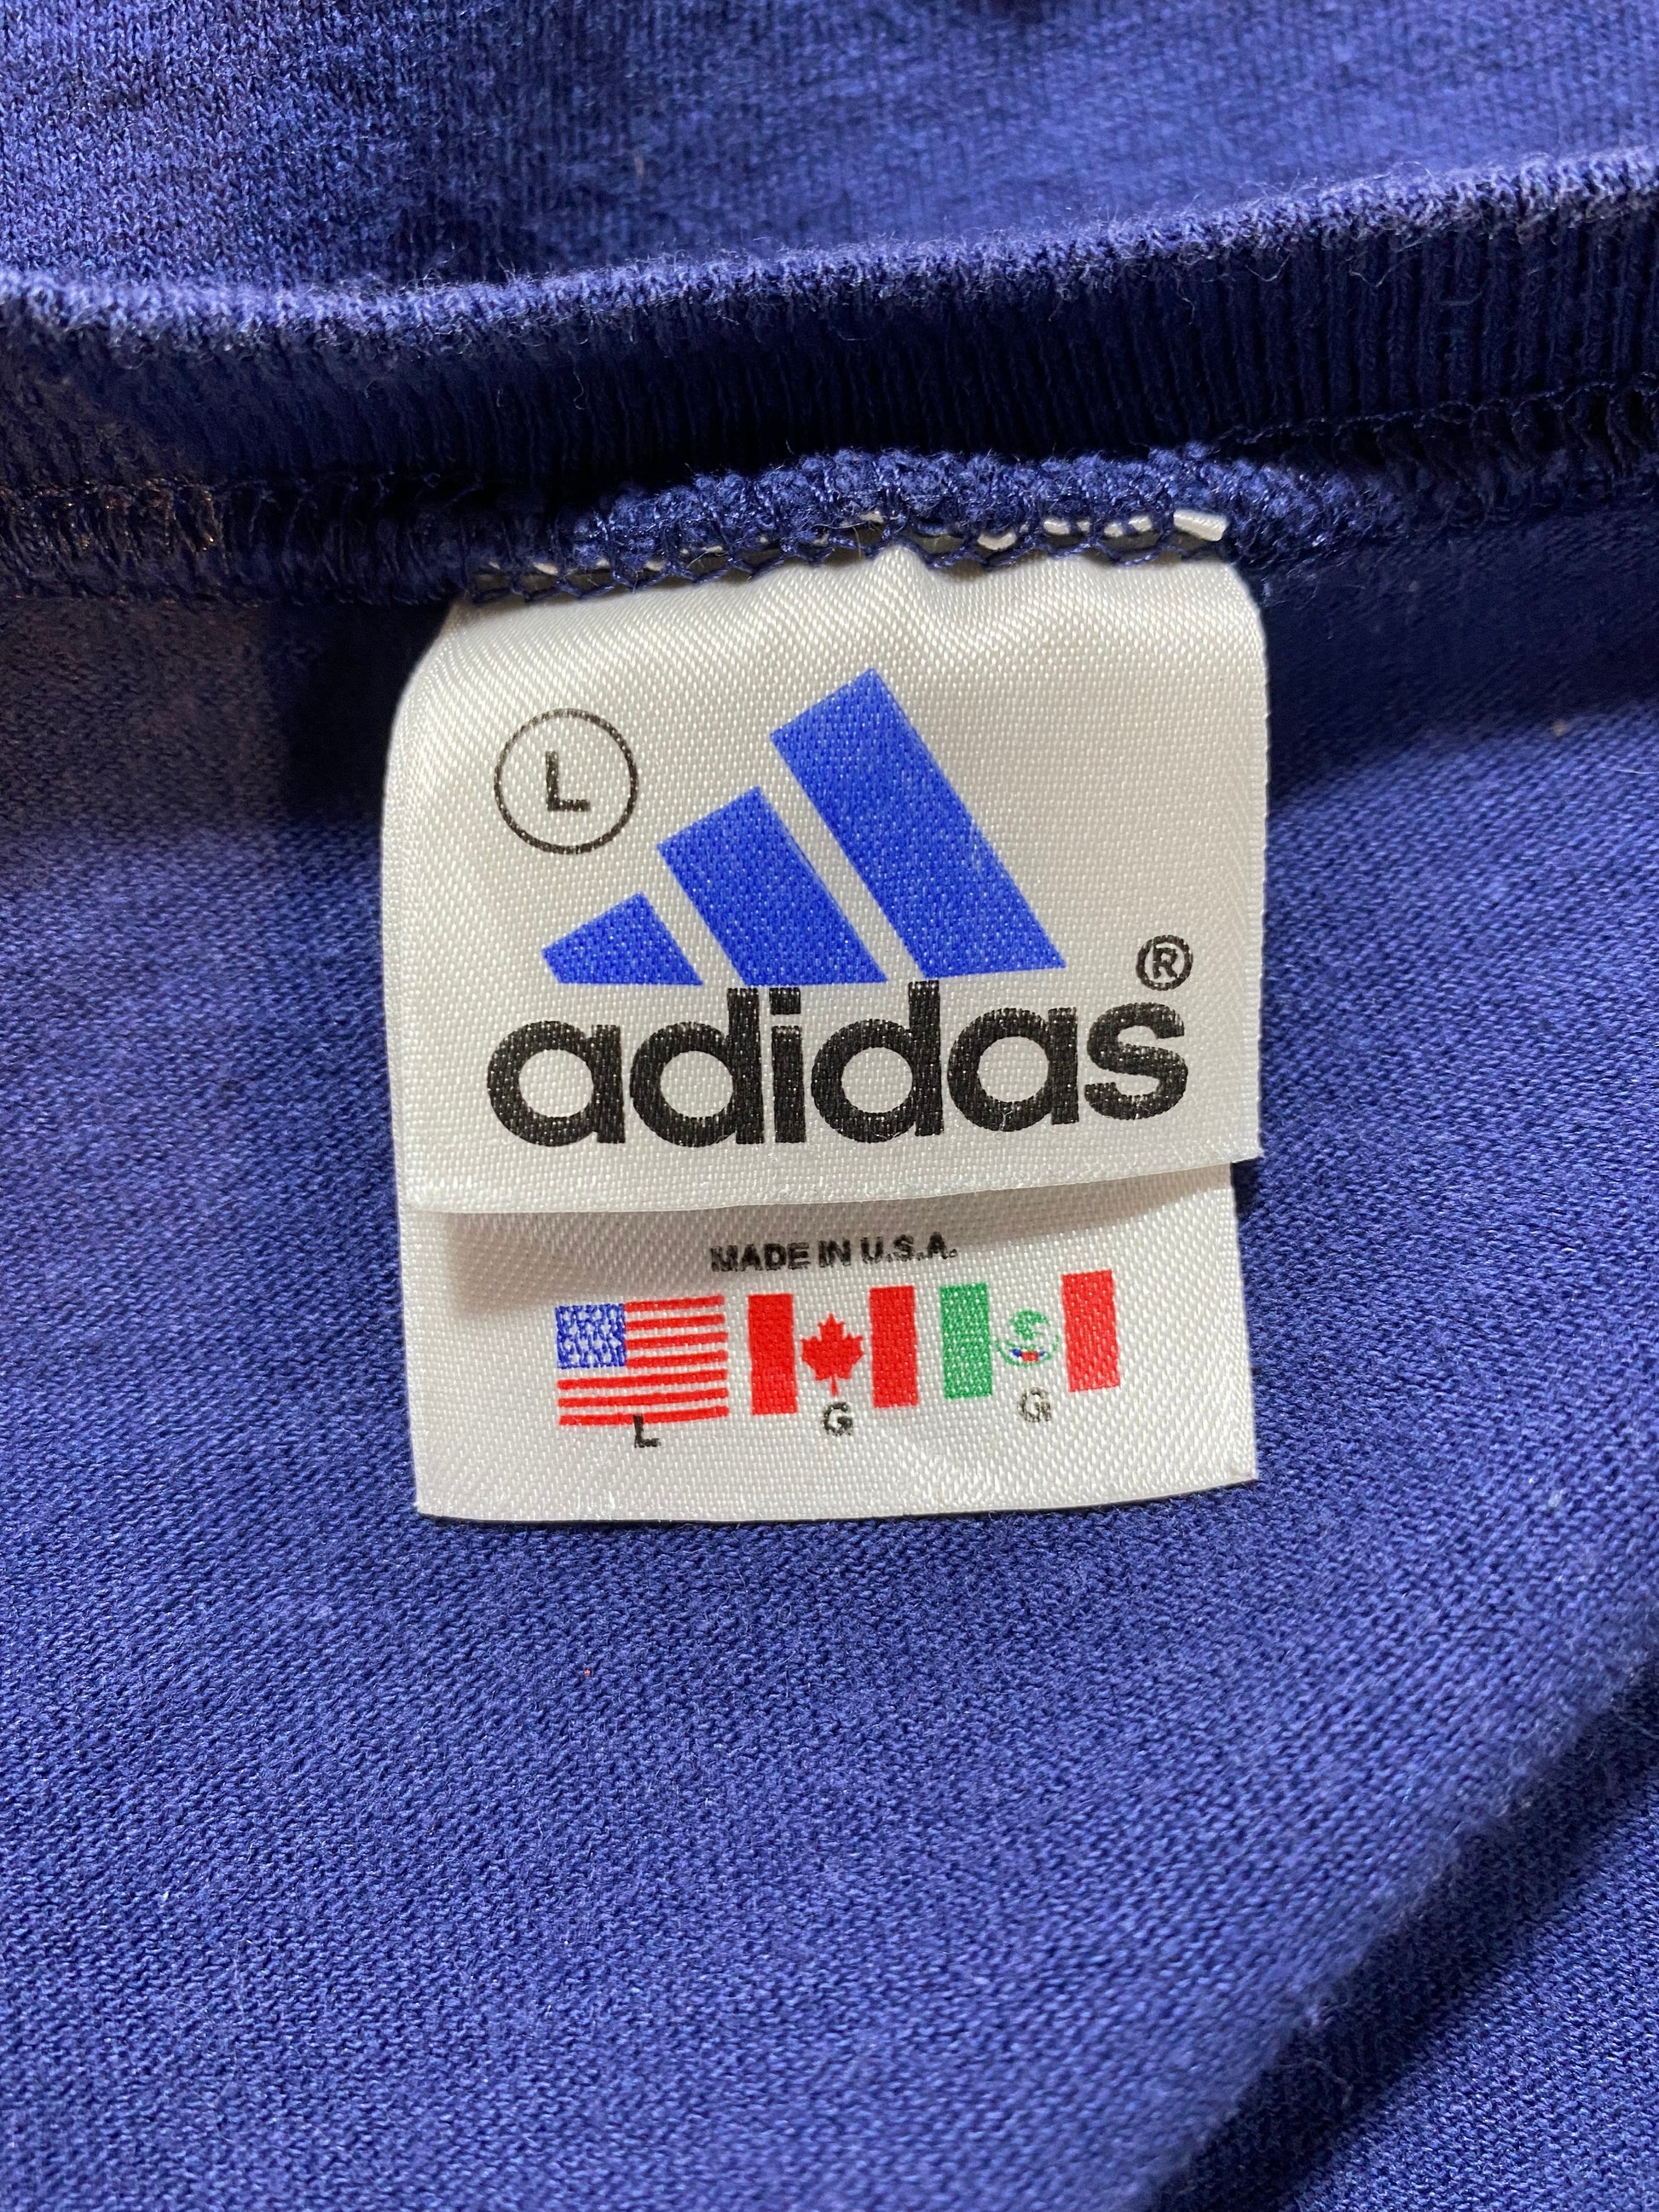 L
adidas®
MADE IN U.S.A.
L G G